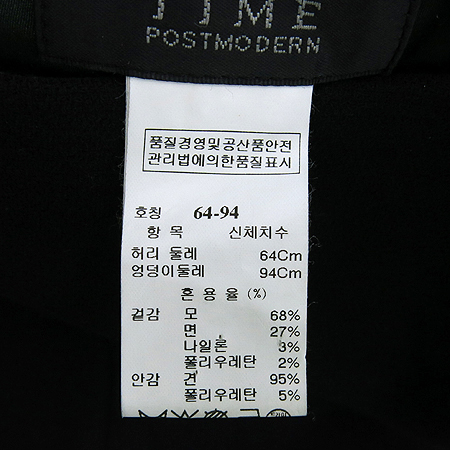 TIME
POSTMODERN
품질경영및공산품안전
관리법에의한품질표시
호칭 64-94
항 목 신체치수
허리 둘레 64Cm
엉덩이둘레 94Cm
혼 용 율 (%)
겉감 모 68%
면 27%
나일론 3%
폴리우레탄 2%
안감 견 95%
폴리우레탄 5%